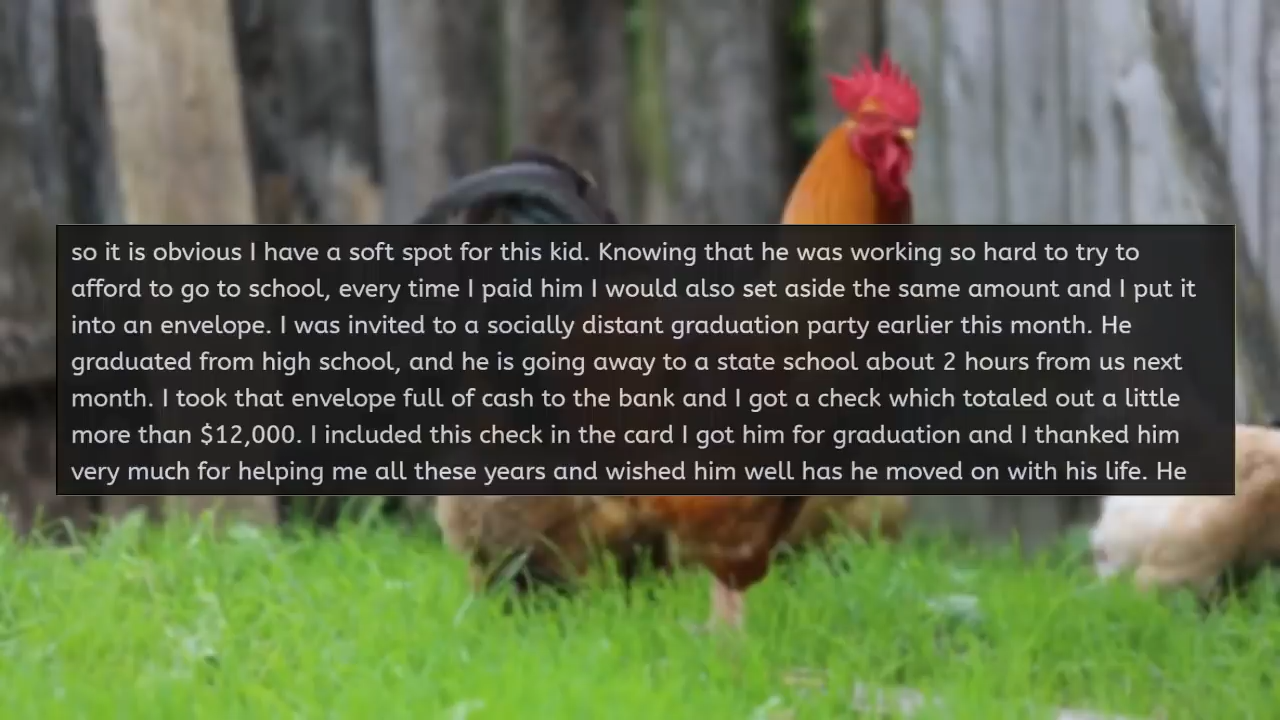 so it is obvious I have a soft spot for this kid. Knowing that he was working so hard to try to
afford to go to school, every time I paid him I would also set aside the same amount and I put it
into an envelope. I was invited to a socially distant graduation party earlier this month. He
graduated from high school, and he is going away to a state school about 2 hours from us next
month. I took that envelope full of cash to the bank and I got a check which totaled out a little
more than $12,000. I included this check in the card I got him for graduation and I thanked him
very much for helping me all these years and wished him well has he moved on with his life. He